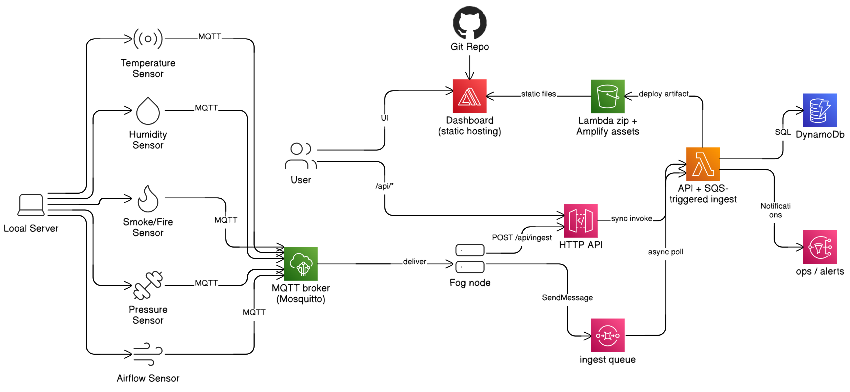 Git Repo
MQTT
Temperature
Sensor
MQTT
Humidity
Sensor
Local Server
Smoke/Fire
Sensor
MQTT
Pressure
Sensor
MQTT
Airflow Sensor
MQTT
MQTT broker
(Mosquitto)
User
UI
/api/*
Dashboard
(static hosting)
static files
Lambda zip +
Amplify assets
deploy artifact
deliver
Fog node
POST /api/ingest
SendMessage
HTTP API
sync invoke
async poll
ingest queue
API + SQS-
triggered ingest
SQL
DynamoDb
Notificati
ons
ops / alerts